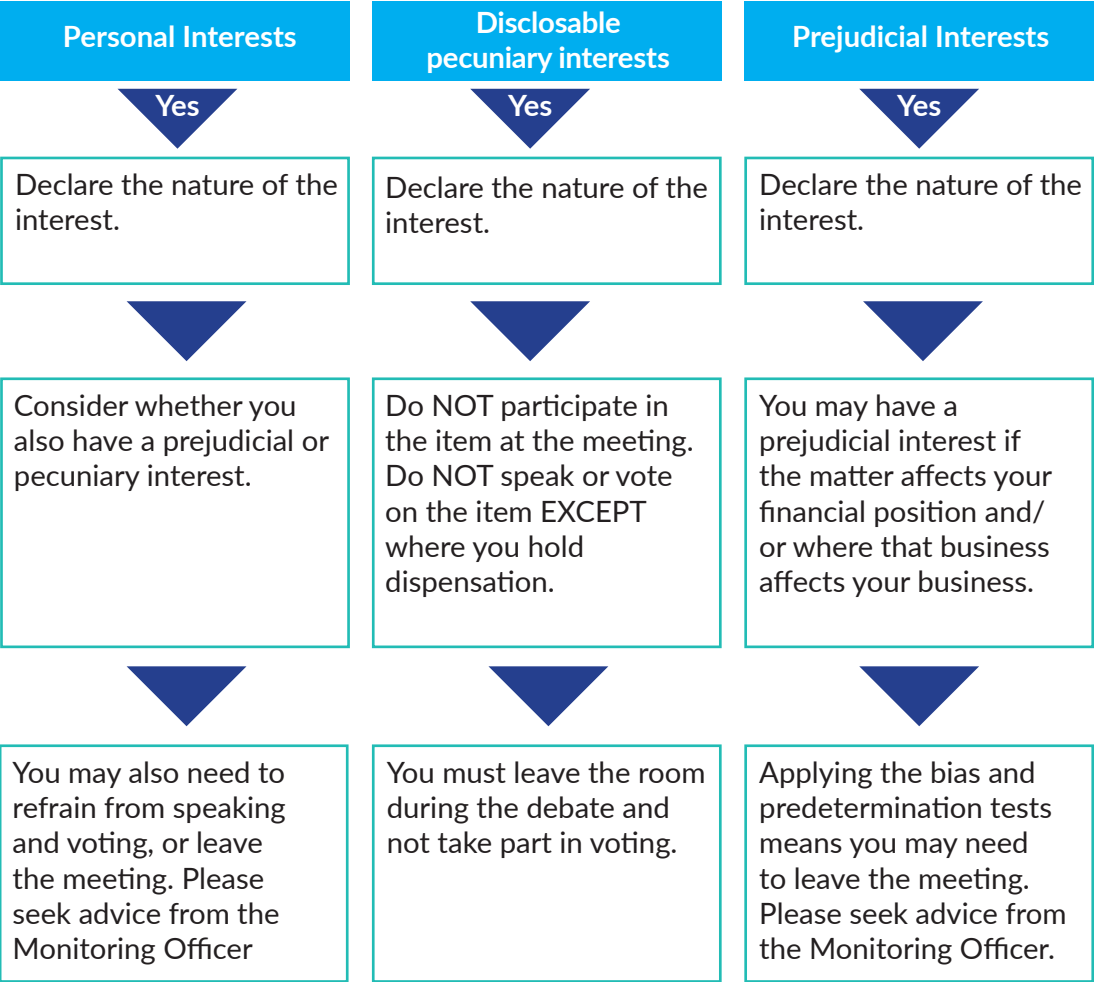 Personal Interests
Yes
Declare the nature of the
interest.
Consider whether you
also have a prejudicial or
pecuniary interest.
You may also need to
refrain from speaking
and voting, or leave
the meeting. Please
seek advice from the
Monitoring Officer
Disclosable
pecuniary interests
Yes
Declare the nature of the
interest.
Do NOT participate in
the item at the meeting.
Do NOT speak or vote
on the item EXCEPT
where you hold
dispensation.
You must leave the room
during the debate and
not take part in voting.
Prejudicial Interests
Yes
Declare the nature of the
interest.
You may have a
prejudicial interest if
the matter affects your
financial position and/
or where that business
affects your business.
Applying the bias and
predetermination tests
means you may need
to leave the meeting.
Please seek advice from
the Monitoring Officer.